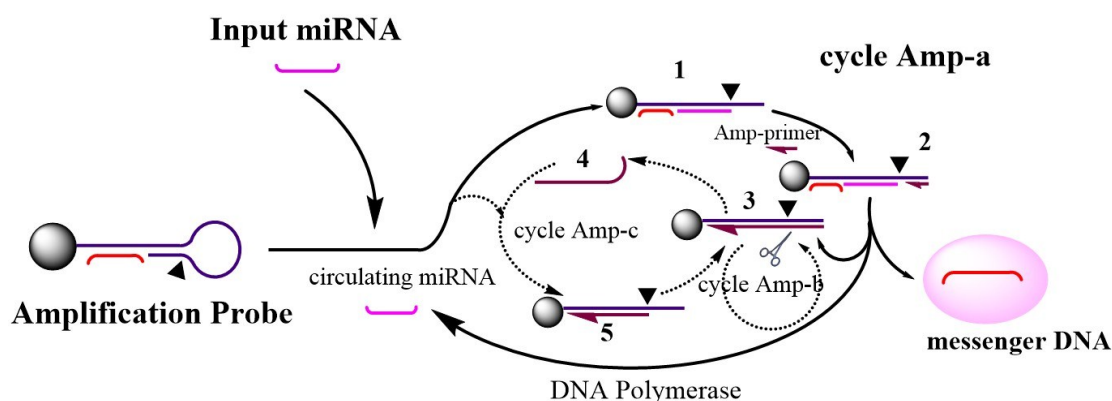 Input miRNA
cycle Amp-a
1
Amp-primer
2
4
3
cycle Amp-c
circulating miRNA
cycle Amp-b
Amplification Probe
5
messenger DNA
DNA Polymerase